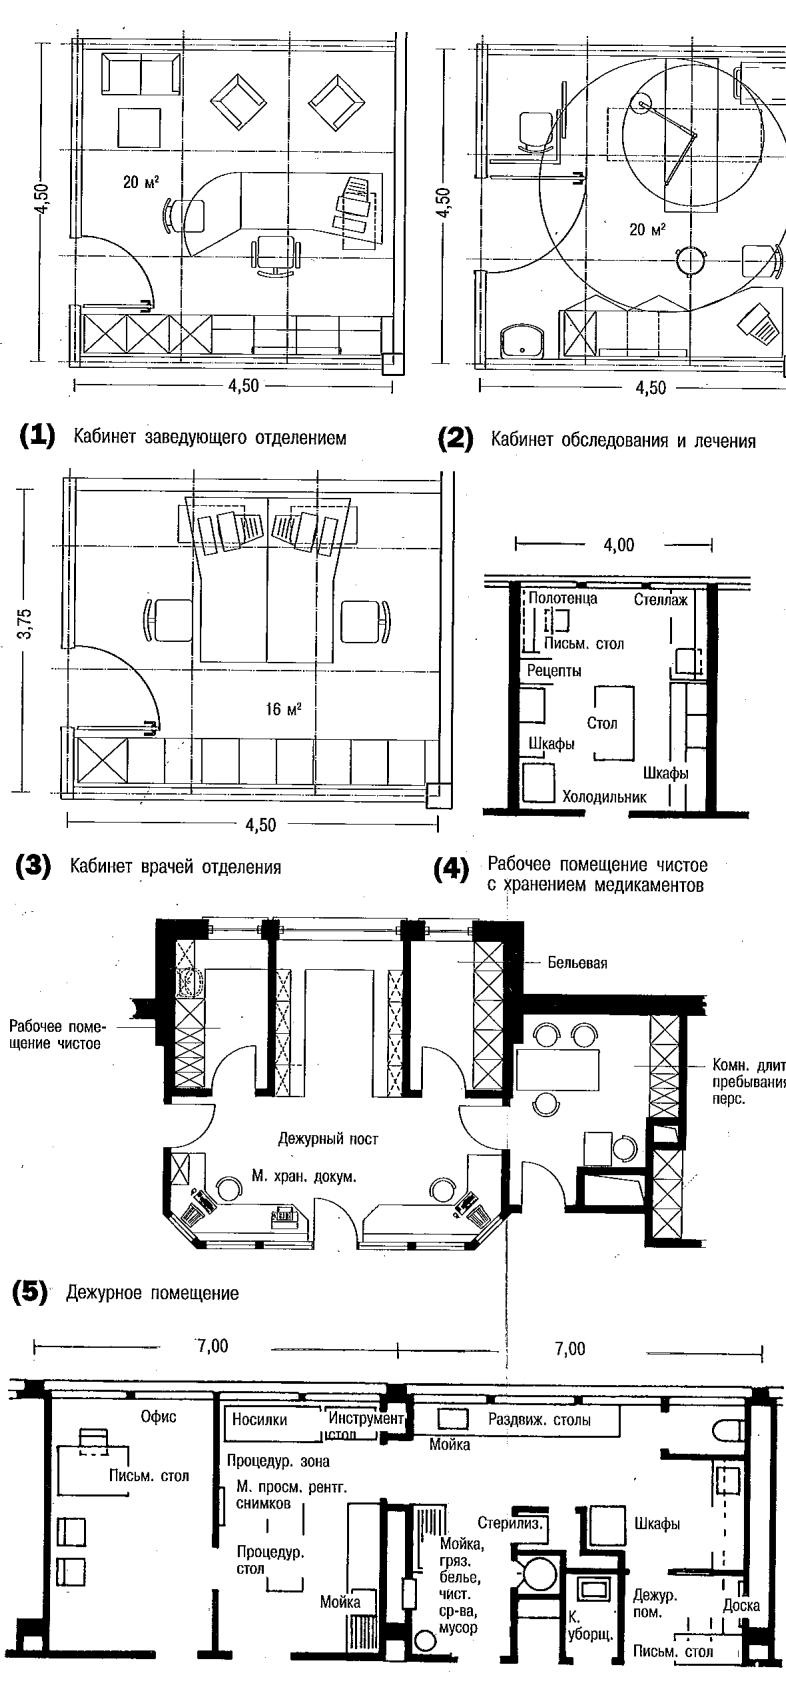 4,50
20 м²
4,50
4,50
20 м²
4,50
(1) Кабинет заведующего отделением
(2) Кабинет обследования и лечения
3,75
16 м²
4,50
4,00
Полотенца
Стеллаж
Письм. стол
Рецепты
Стол
Шкафы
Шкафы
Холодильник
(3) Кабинет врачей отделения
(4) Рабочее помещение чистое
с хранением медикаментов
Бельевая
Рабочее поме-
щение чистое
Комн. длит
пребывания
перс.
Дежурный пост
М. хран. докум.
(5) Дежурное помещение
7,00
7,00
Офис
Письм. стол
Носилки
Инструмент
стол
Процедур. зона
М. просм. рентг.
снимков
Процедур.
стол
Мойка
Раздвиж. столы
Мойка
Стерилиз.
Шкафы
Мойка,
гряз.
белье,
чист.
ср-ва,
мусор
К.
уборщ.
Дежур.
пом.
Доска
Письм. стол